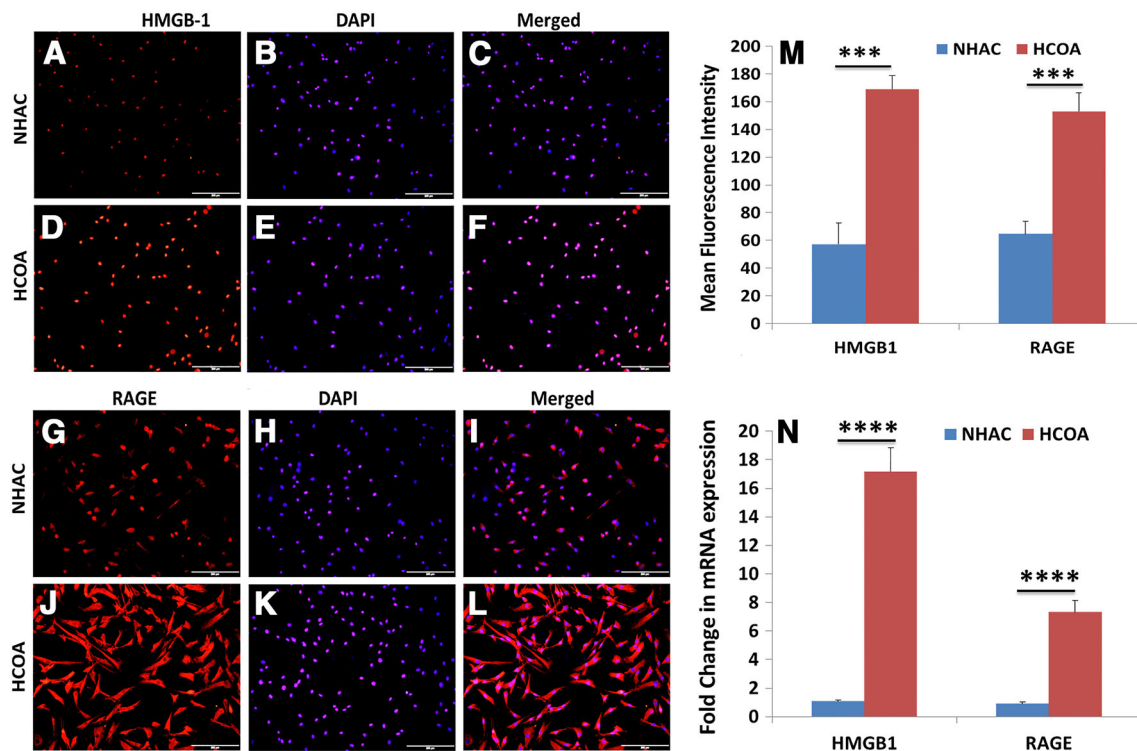 HMGB-1 DAPI Merged
NHAC A B C
HCOA D E F
RAGE DAPI Merged
NHAC G H I
HCOA J K L
M NHAC HCOA
Mean Fluorescence Intensity
200
180
160
140
120
100
80
60
40
20
0
*** ***
HMGB1 RAGE
N NHAC HCOA
Fold Change in mRNA expression
20
18
16
14
12
10
8
6
4
2
0
**** ****
HMGB1 RAGE